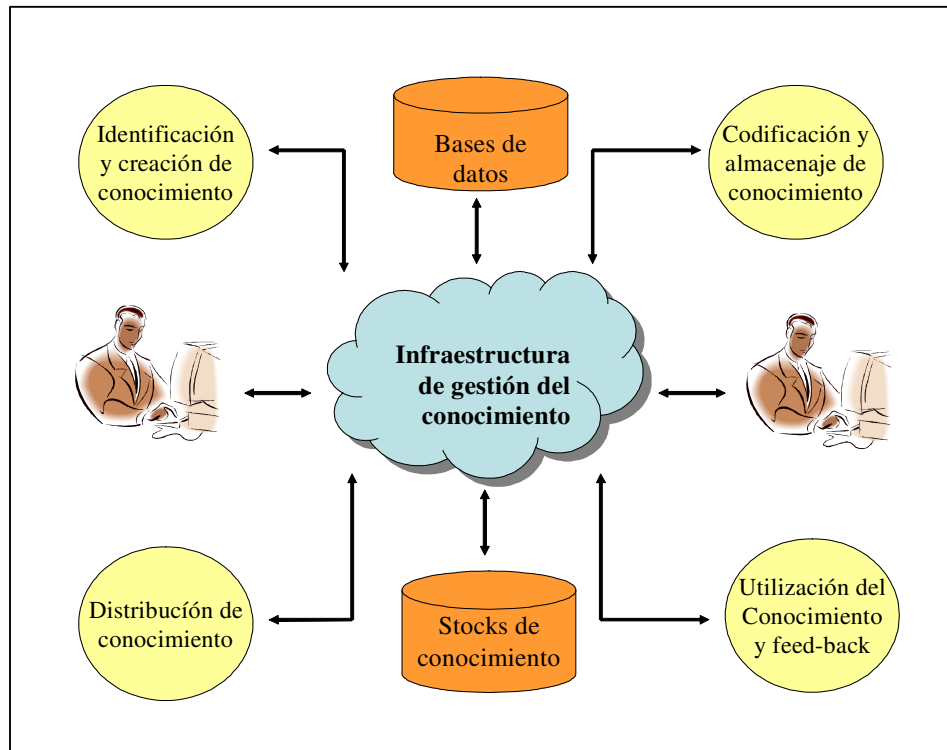 Identificación
y creación de
conocimiento
Bases de
datos
Codificación y
almacenaje de
conocimiento
Infraestructura
de gestión del
conocimiento
Distribucíón de
conocimiento
Stocks de
conocimiento
Utilización del
Conocimiento
y feed-back